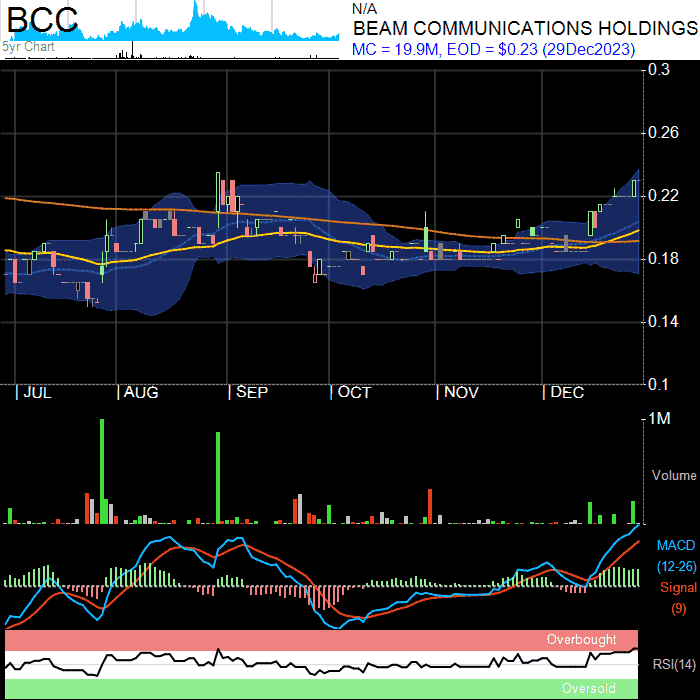 BCC
5yr Chart
N/A
BEAM COMMUNICATIONS HOLDINGS
MC = 19.9M, EOD = $0.23 (29Dec2023)
0.3
0.26
0.22
0.18
0.14
0.1
JUL AUG SEP OCT NOV DEC
1M
Volume
MACD
(12-26)
Signal
(9)
Overbought
RSI(14)
Oversold